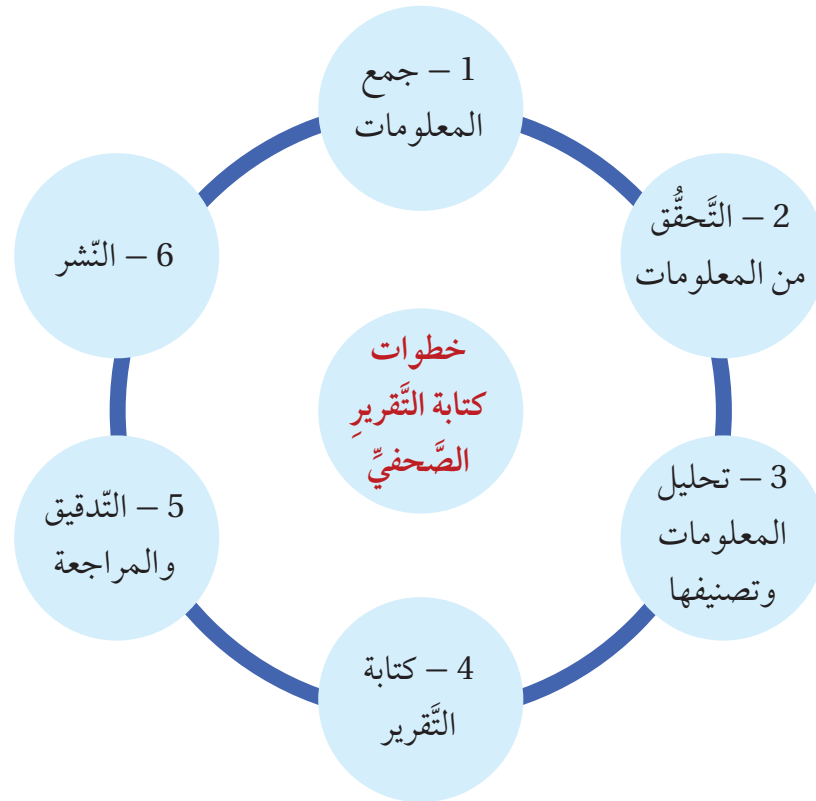 خطوات
كتابة التَّقريرِ
الصَّحفيِّ
1 – جمع
المعلومات
2 – التَّحقُّق
من المعلومات
3 – تحليل
المعلومات
وتصنيفها
4 – كتابة
التَّقرير
5 – التّدقيق
والمراجعة
6 – النّشر